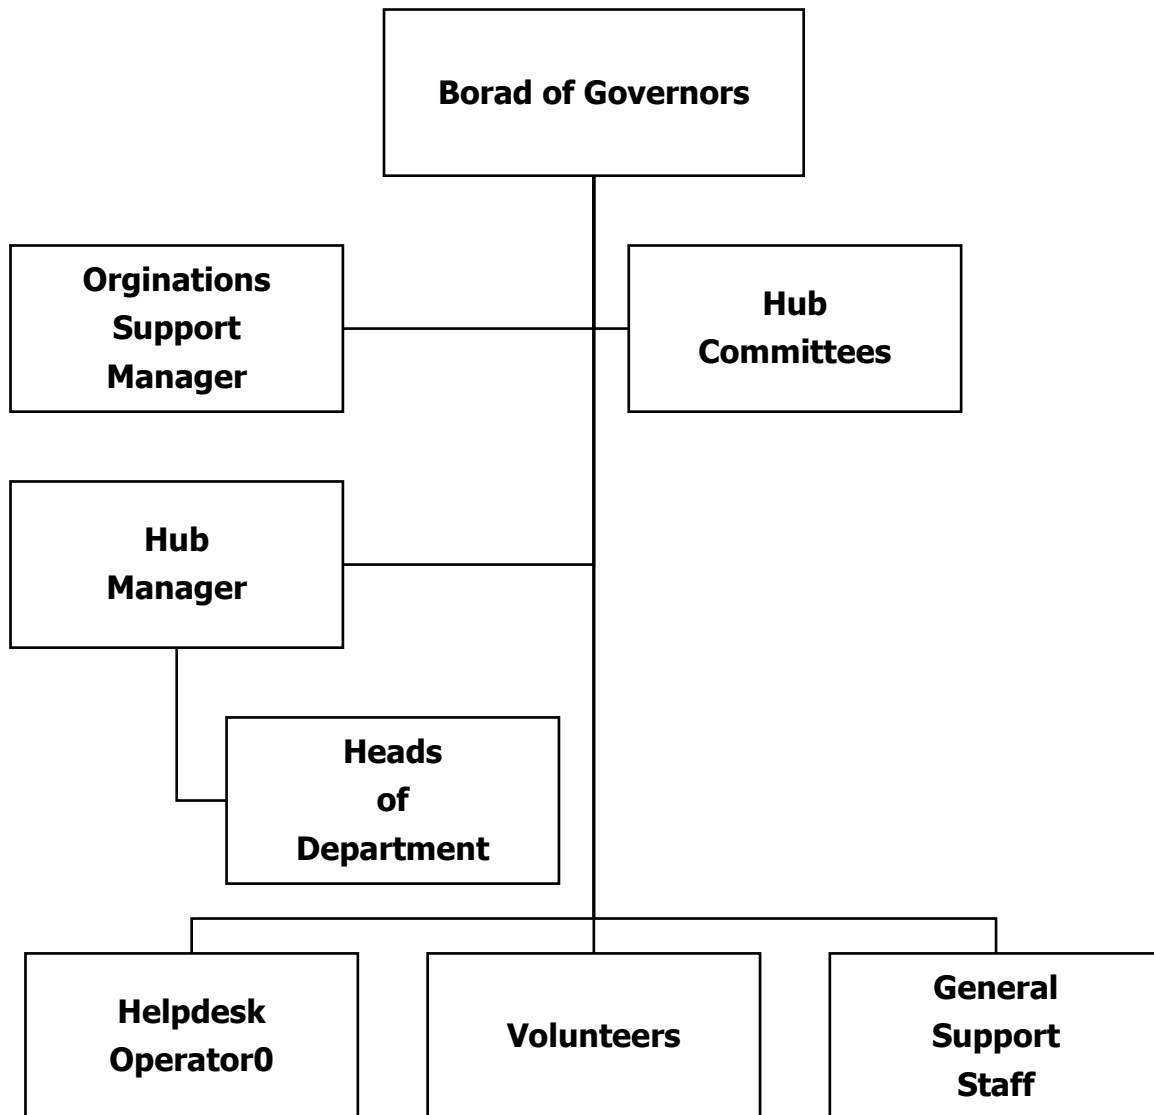 Borad of Governors
Orginations
Support
Manager
Hub
Committees
Hub
Manager
Heads
of
Department
Helpdesk
Operator0
Volunteers
General
Support
Staff